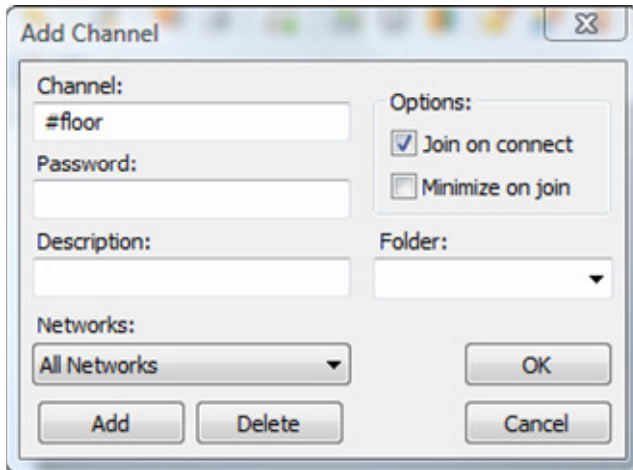 Add Channel
Channel:
#floor
Password:
Description:
Networks:
All Networks
Add Delete
Options:
Join on connect
Minimize on join
Folder:
OK
Cancel